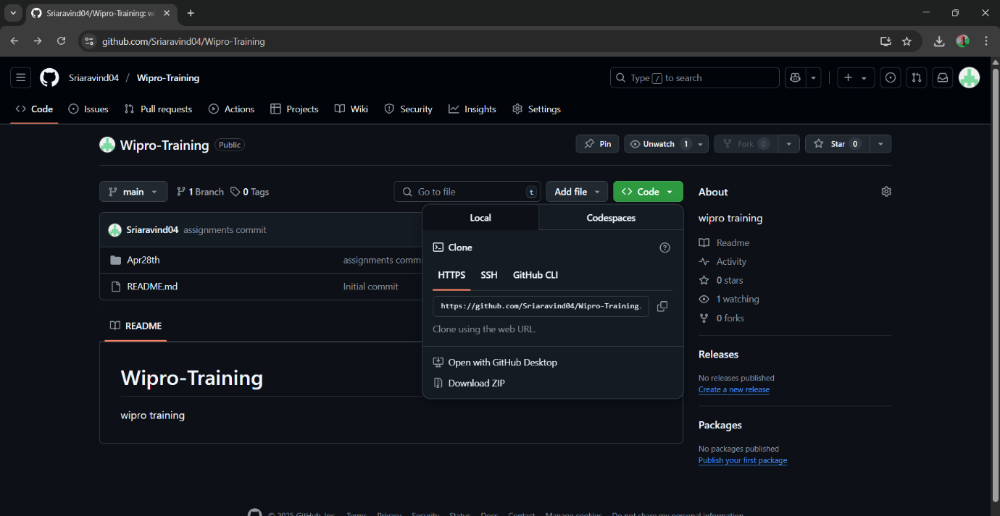 Sriaravind04/Wipro-Training: wi
github.com/Sriaravind04/Wipro-Training
Sriaravind04 / Wipro-Training
Type / to search
Code Issues Pull requests Actions Projects Wiki Security Insights Settings
Wipro-Training Public
Pin Unwatch 1 Fork 0 Star 0
main 1 Branch 0 Tags Go to file t Add file Code
About
Local Codespaces
wipro training
Sriaravind04 assignments commit
Readme
Clone
Apr28th assignments commi
Activity
HTTPS SSH GitHub CLI
0 stars
README.md Initial commit
1 watching
https://github.com/Sriaravind04/Wipro-Training.
0 forks
README
Clone using the web URL.
Releases
Open with GitHub Desktop
Wipro-Training
No releases published
Download ZIP
Create a new release
wipro training
Packages
No packages published
Publish your first package
© 2025 GitHub, Inc. Terms Privacy Security Status Docs Contact Manage cookies Do not share my personal information